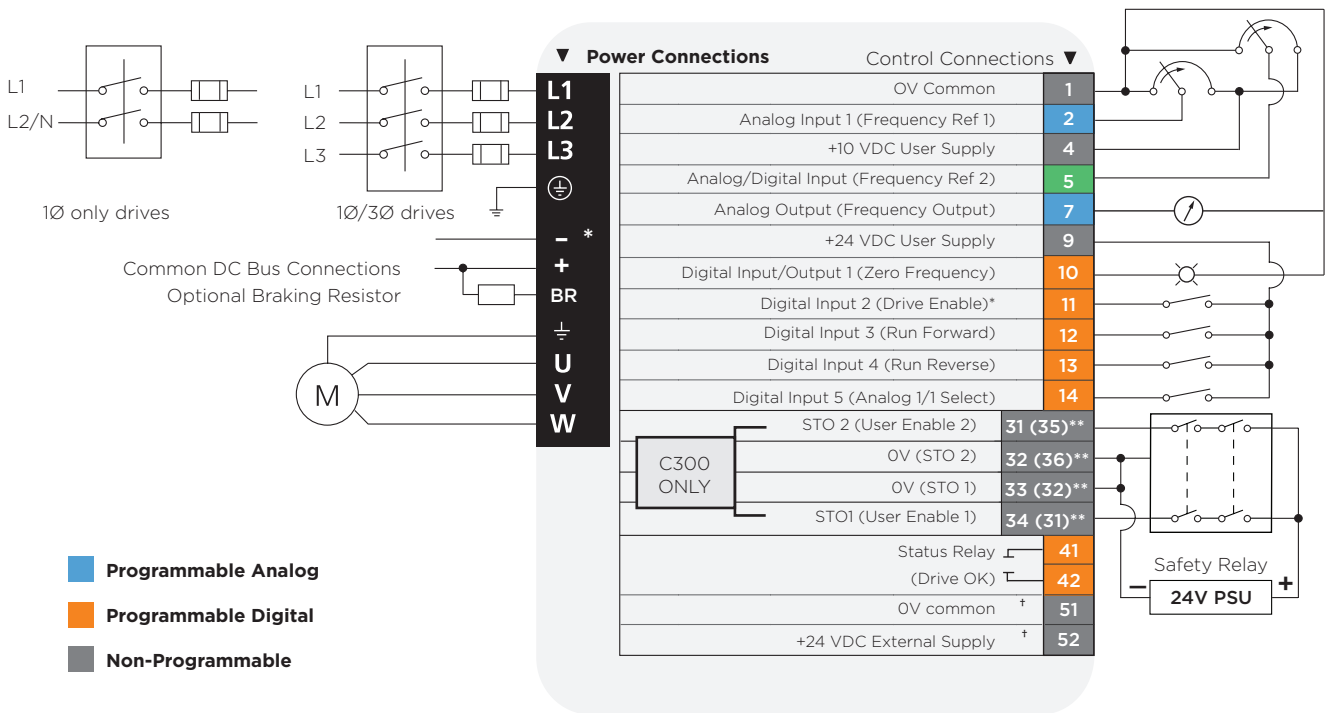 ▼ Power Connections
Control Connections ▼
L1
L2/N
1Ø only drives
L1
L2
L3
1Ø/3Ø drives
Common DC Bus Connections
Optional Braking Resistor
M
L1
L2
L3
– *
+
BR
U
V
W
0V Common 1
Analog Input 1 (Frequency Ref 1) 2
+10 VDC User Supply 4
Analog/Digital Input (Frequency Ref 2) 5
Analog Output (Frequency Output) 7
+24 VDC User Supply 9
Digital Input/Output 1 (Zero Frequency) 10
Digital Input 2 (Drive Enable)* 11
Digital Input 3 (Run Forward) 12
Digital Input 4 (Run Reverse) 13
Digital Input 5 (Analog 1/1 Select) 14
STO 2 (User Enable 2) 31 (35)**
0V (STO 2) 32 (36)**
0V (STO 1) 33 (32)**
STO1 (User Enable 1) 34 (31)**
C300
ONLY
Status Relay 41
(Drive OK) 42
0V common † 51
+24 VDC External Supply † 52
Safety Relay
– 24V PSU +
Programmable Analog
Programmable Digital
Non-Programmable